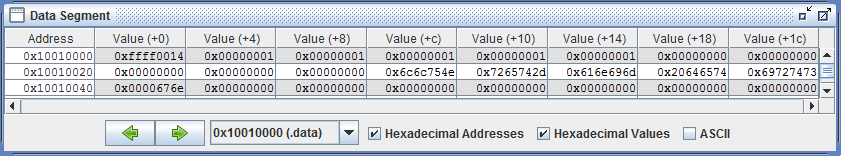 Data Segment
Address Value (+0) Value (+4) Value (+8) Value (+c) Value (+10) Value (+14) Value (+18) Value (+1c)
0x10010000 0xffff0014 0x00000001 0x00000001 0x00000001 0x00000001 0x00000001 0x00000000 0x00000000
0x10010020 0x00000000 0x00000000 0x00000000 0x6c6c754e 0x7265742d 0x616e696d 0x20646574 0x69727473
0x10010040 0x0000676e 0x00000000 0x00000000 0x00000000 0x00000000 0x00000000 0x00000000 0x00000000
0x10010000 (.data) Hexadecimal Addresses Hexadecimal Values ASCII